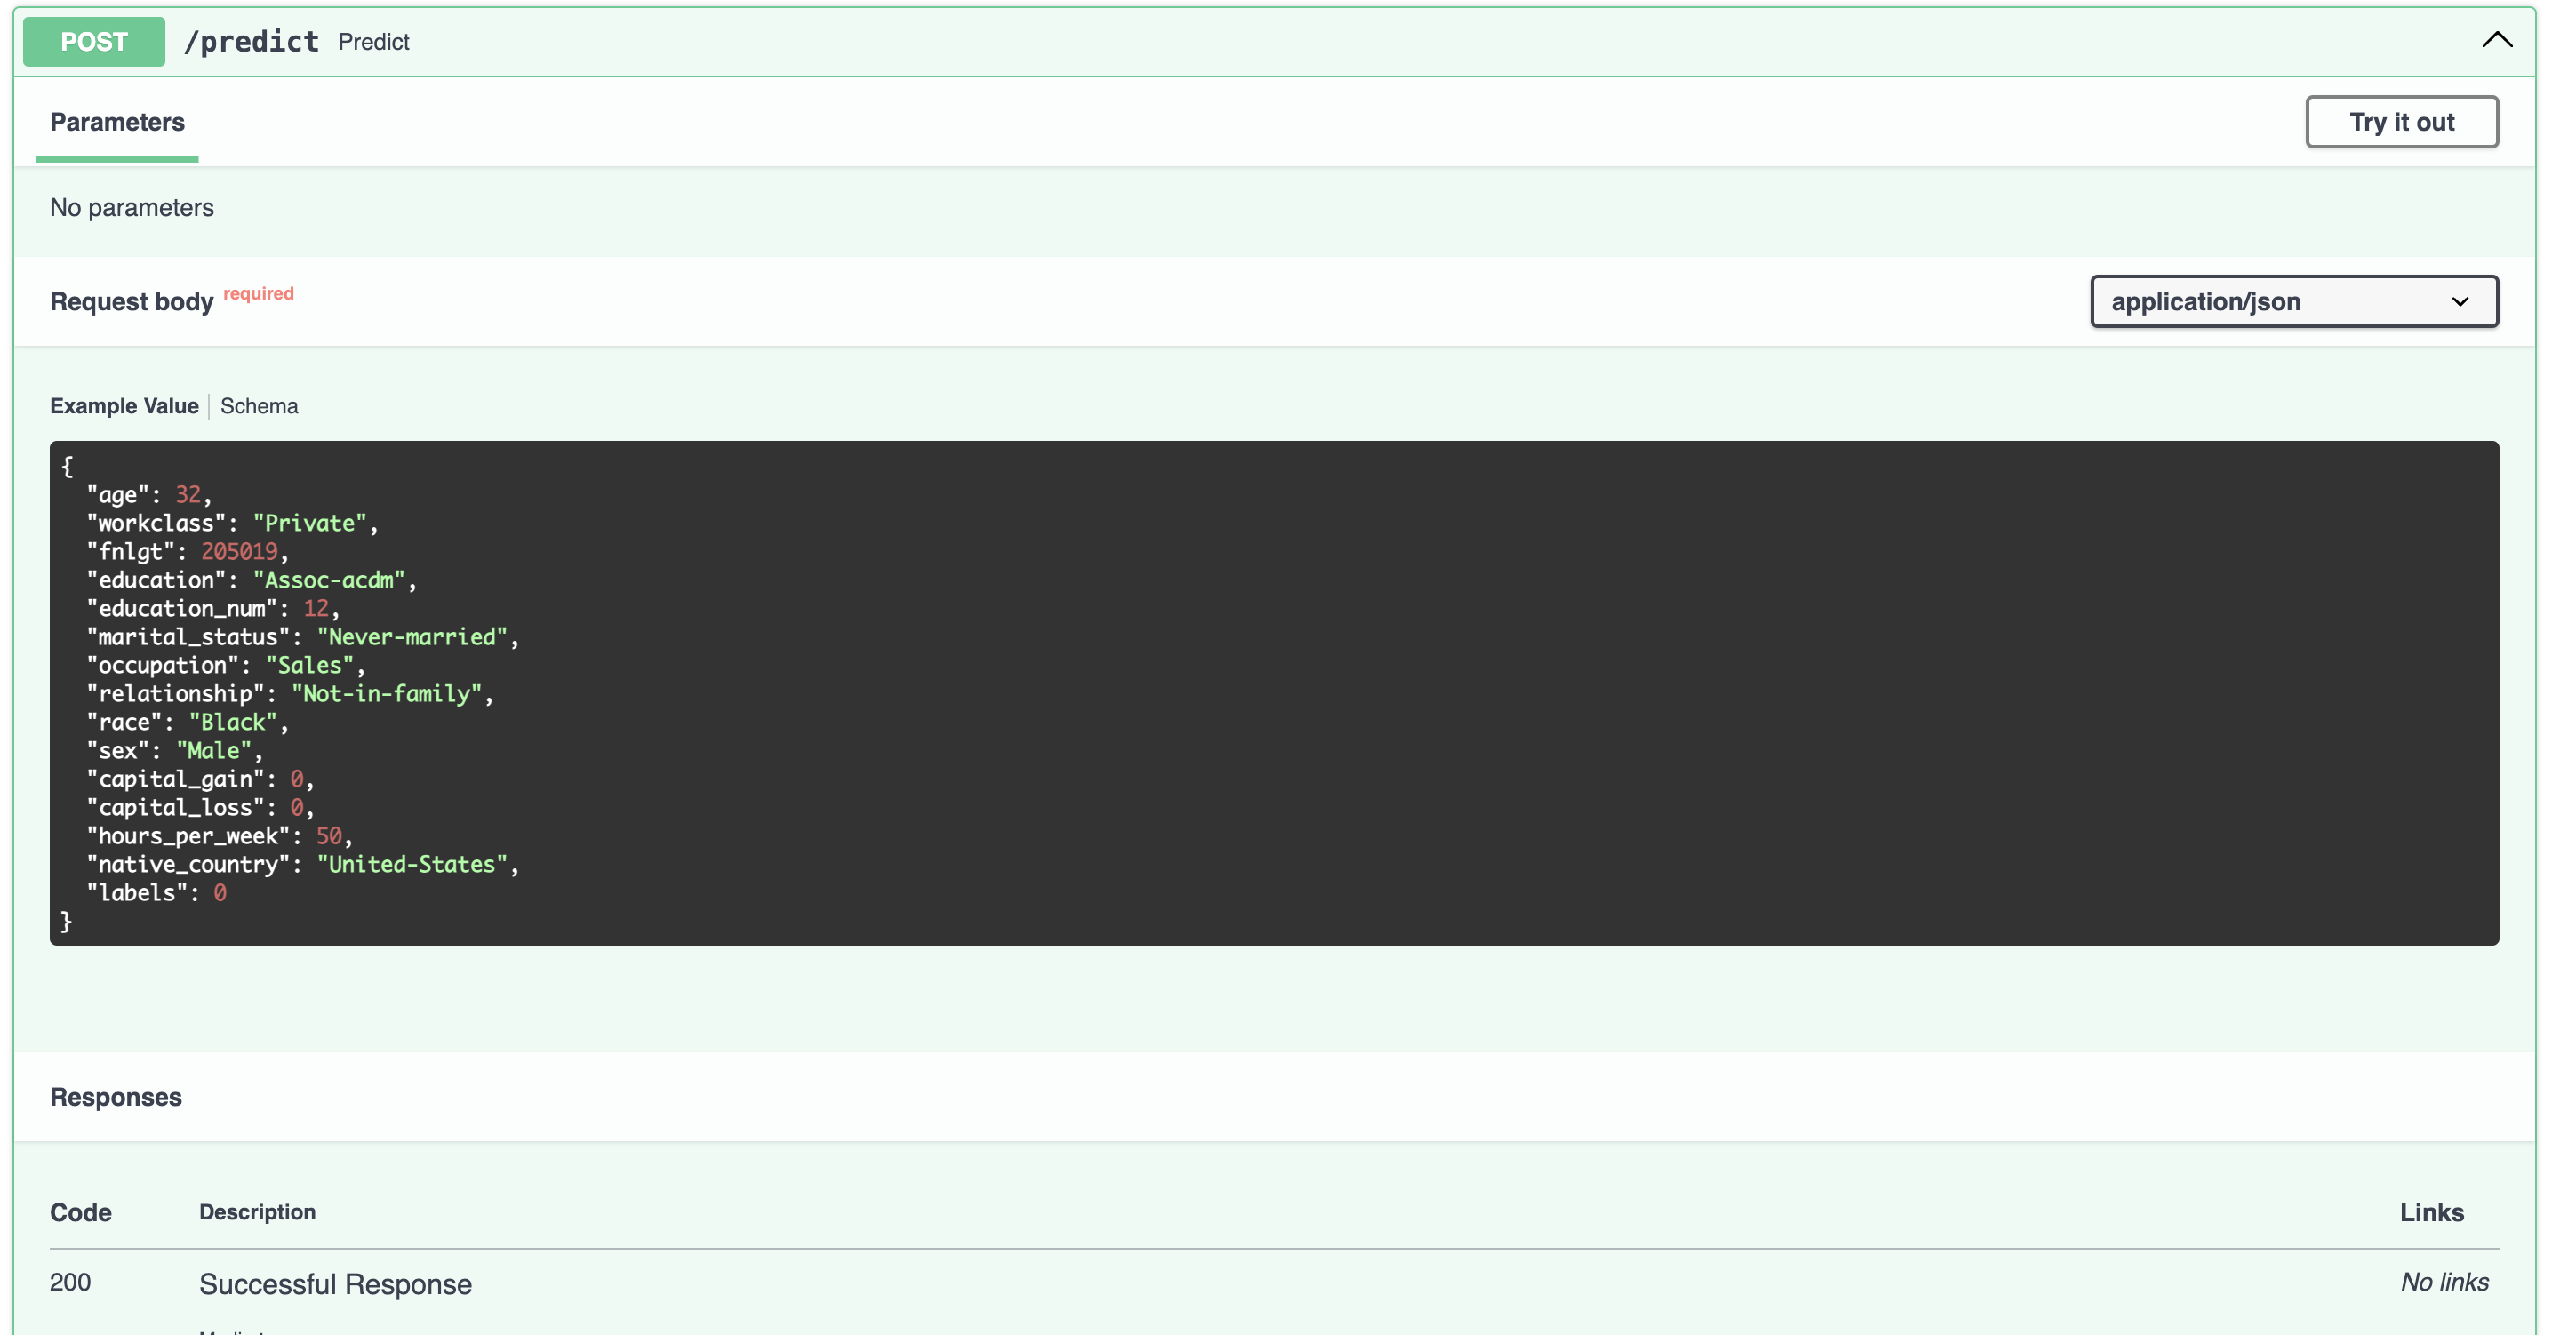 POST /predict Predict
Parameters
Try it out
No parameters
Request body required
application/json
Example Value Schema
{
"age": 32,
"workclass": "Private",
"fnlgt": 205019,
"education": "Assoc-acdm",
"education_num": 12,
"marital_status": "Never-married",
"occupation": "Sales",
"relationship": "Not-in-family",
"race": "Black",
"sex": "Male",
"capital_gain": 0,
"capital_loss": 0,
"hours_per_week": 50,
"native_country": "United-States",
"labels": 0
}
Responses
Code Description Links
200 Successful Response No links